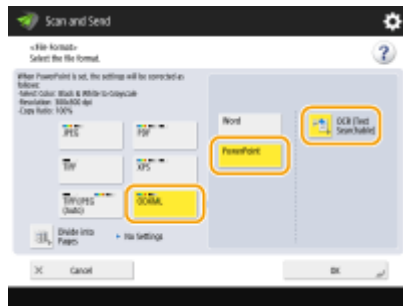 Scan and Send
<File Format>
Select the file format.
When PowerPoint is set, the settings will be corrected as
follows:
-Select Color: Black & White to Grayscale
-Resolution: 300x300 dpi
-Copy Ratio: 100%
JPEG
PDF
TIFF
XPS
TIFF/JPEG
(Auto)
OOXML
Word
PowerPoint
OCR (Text
Searchable)
Divide into
Pages
No Settings
Cancel
OK